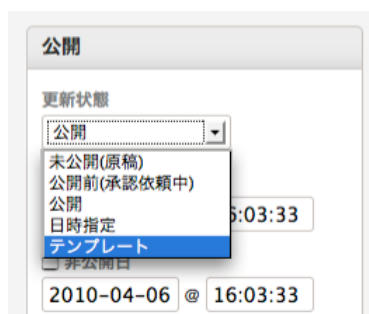 公開
更新状態
公開
未公開(原稿)
公開前(承認依頼中)
公開
日時指定
テンプレート
:03:33
非公開日
2010-04-06 @ 16:03:33